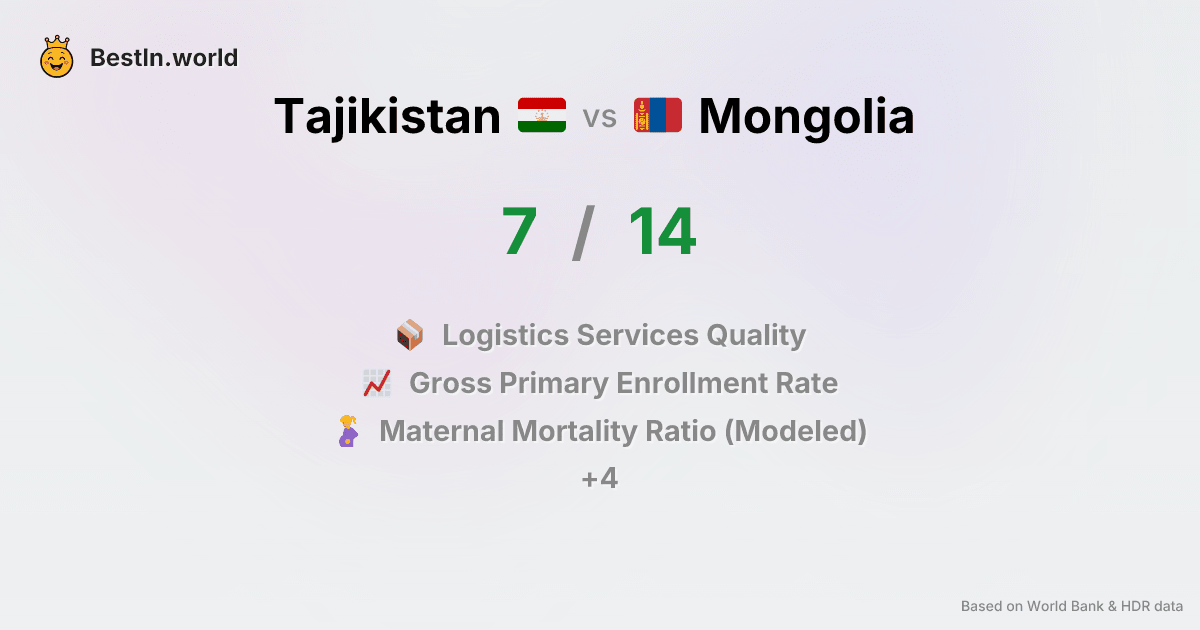 BestIn.world
Tajikistan vs Mongolia
7 / 14
Logistics Services Quality
Gross Primary Enrollment Rate
Maternal Mortality Ratio (Modeled)
+4
Based on World Bank & HDR data